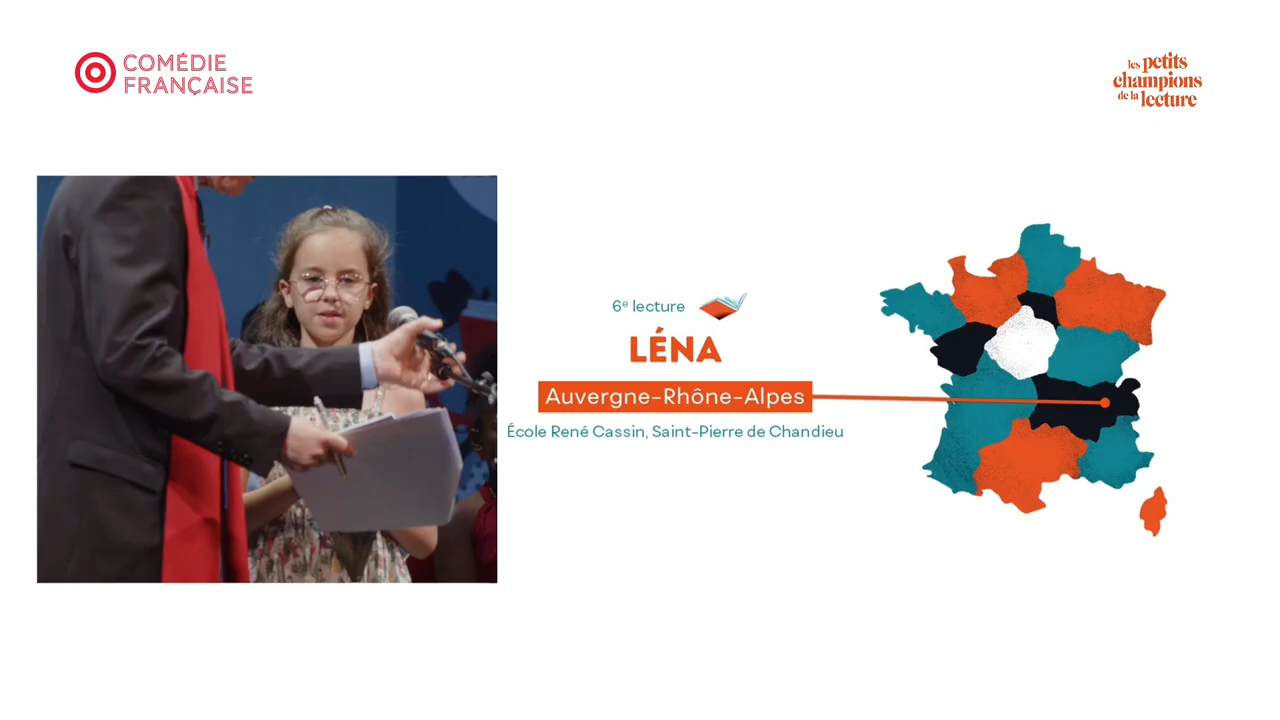 COMÉDIE
FRANÇAISE
les petits
champions
de la lecture
6e lecture
LÉNA
Auvergne-Rhône-Alpes
École René Cassin, Saint-Pierre de Chandieu